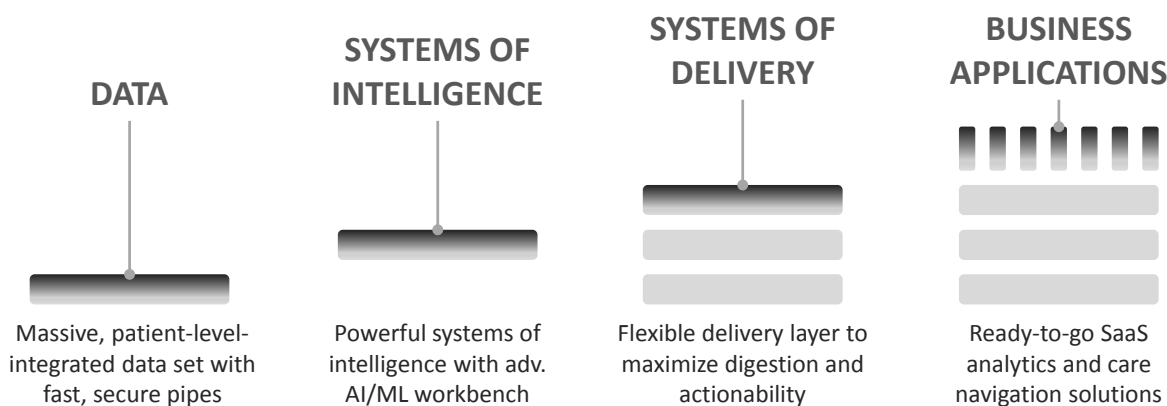 DATA
Massive, patient-level-
integrated data set with
fast, secure pipes
SYSTEMS OF
INTELLIGENCE
Powerful systems of
intelligence with adv.
AI/ML workbench
SYSTEMS OF
DELIVERY
Flexible delivery layer to
maximize digestion and
actionability
BUSINESS
APPLICATIONS
Ready-to-go SaaS
analytics and care
navigation solutions